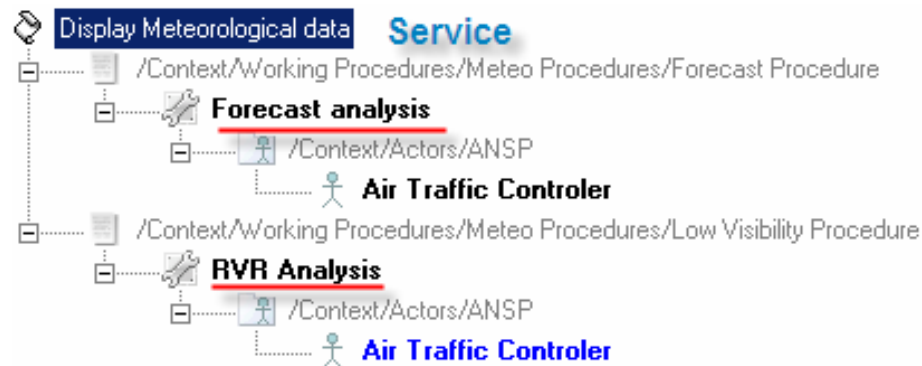 Display Meteorological data Service
/Context/Working Procedures/Meteo Procedures/Forecast Procedure
Forecast analysis
/Context/Actors/ANSP
Air Traffic Controler
/Context/Working Procedures/Meteo Procedures/Low Visibility Procedure
RVR Analysis
/Context/Actors/ANSP
Air Traffic Controler